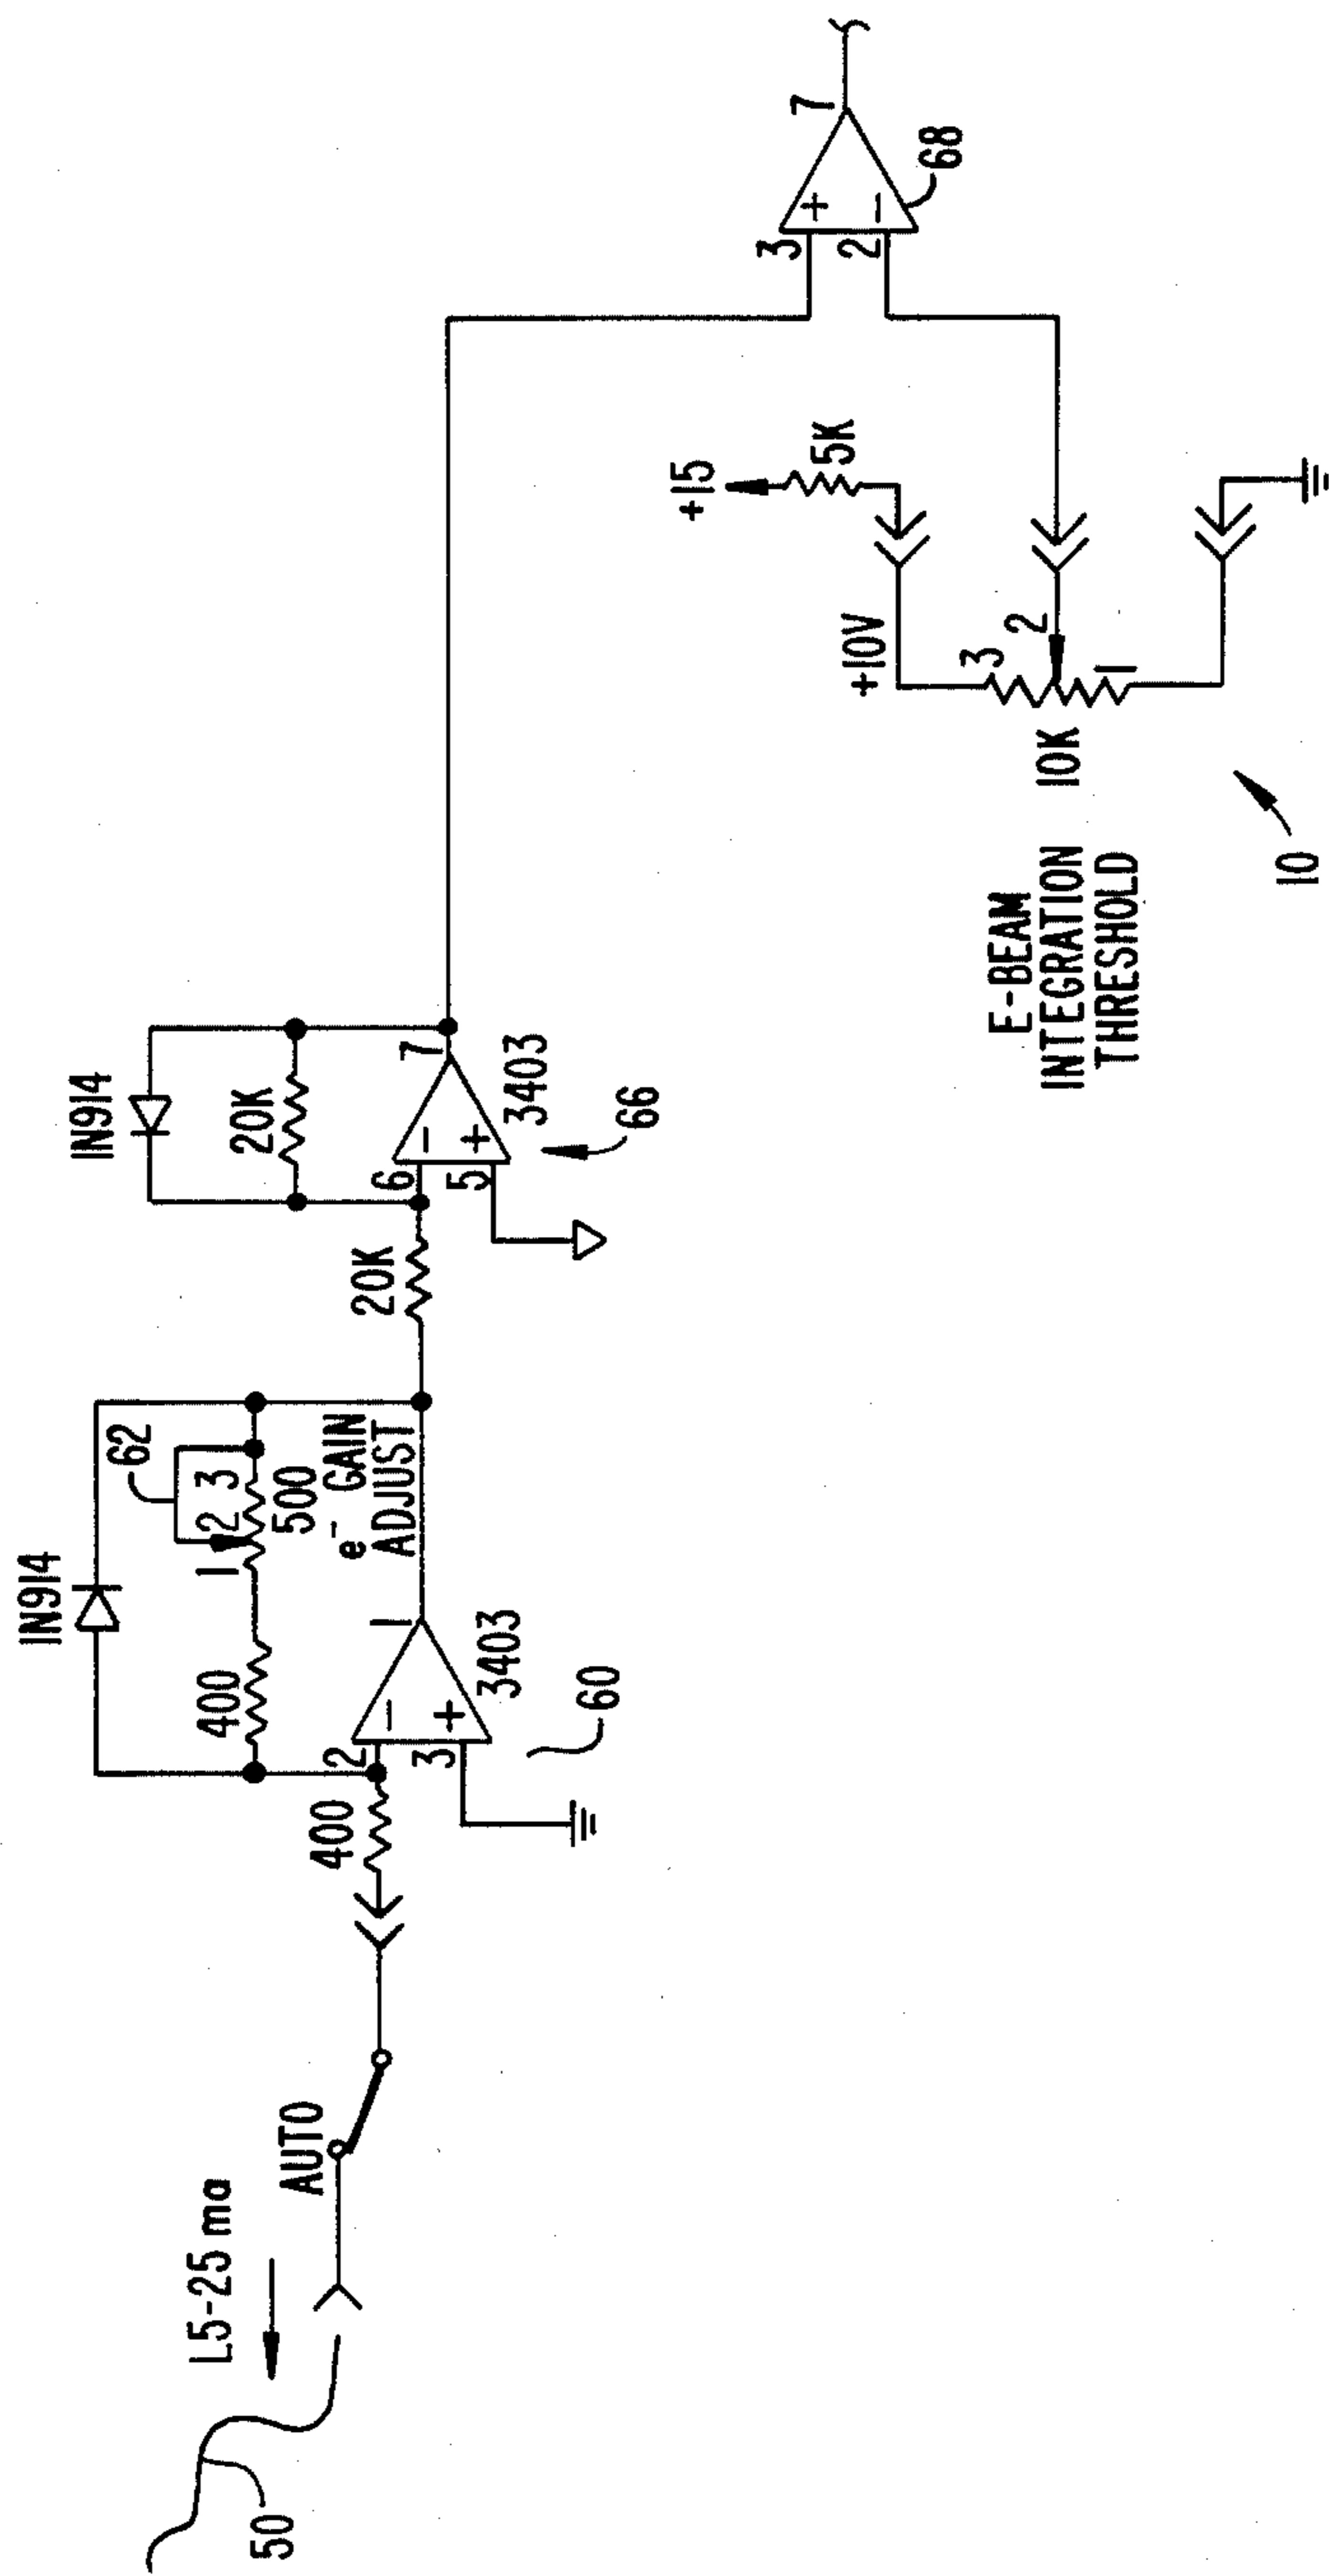 50
L5-25 ma
AUTO
400
2
3
60
3403
1
1N914
400
1 2 3
62
500
e⁻ GAIN
ADJUST
20K
6
5
66
3403
7
1N914
20K
E-BEAM
INTEGRATION
THRESHOLD
10
10K
1
2
3
+10V
+15
5K
3
2
+
−
68
7
−
+
−
+